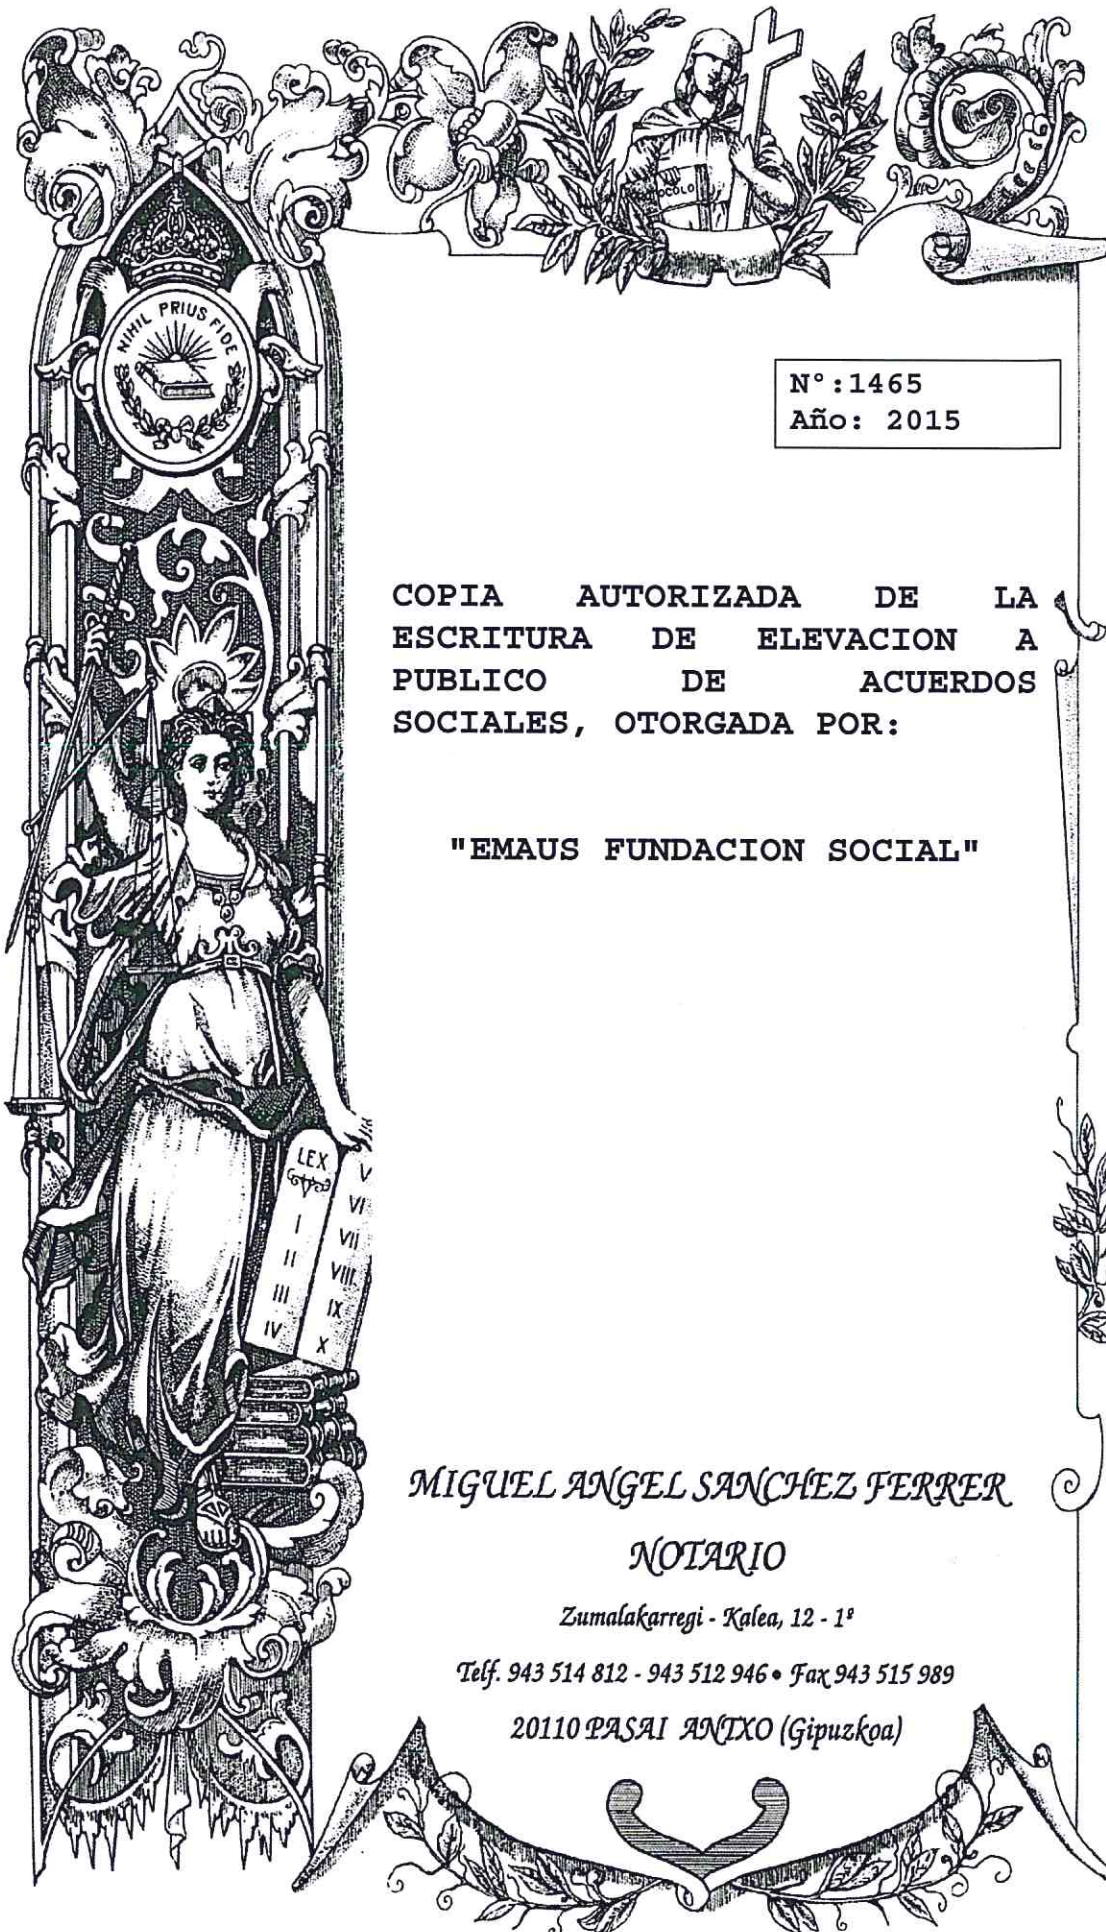 PROTOCOLO
NIHIL PRIUS FIDE
N°:1465
Año: 2015
COPIA AUTORIZADA DE LA
ESCRITURA DE ELEVACION A
PUBLICO DE ACUERDOS
SOCIALES, OTORGADA POR:
"EMAUS FUNDACION SOCIAL"
LEX
I
II
III
IV
V
VI
VII
VIII
IX
X
MIGUEL ANGEL SANCHEZ FERRER
NOTARIO
Zumalakarregi - Kalea, 12 - 1º
Telf. 943 514 812 - 943 512 946 • Fax 943 515 989
20110 PASAI ANTXO (Gipuzkoa)